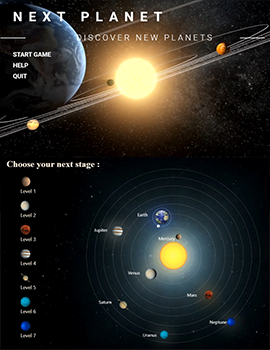 NEXT PLANET
DISCOVER NEW PLANETS
START GAME
HELP
QUIT
Choose your next stage :
Level 1
Level 2
Level 3
Level 4
Level 5
Level 6
Level 7
Earth
Jupiter
Mercury
Venus
Mars
Saturn
Neptune
Uranus